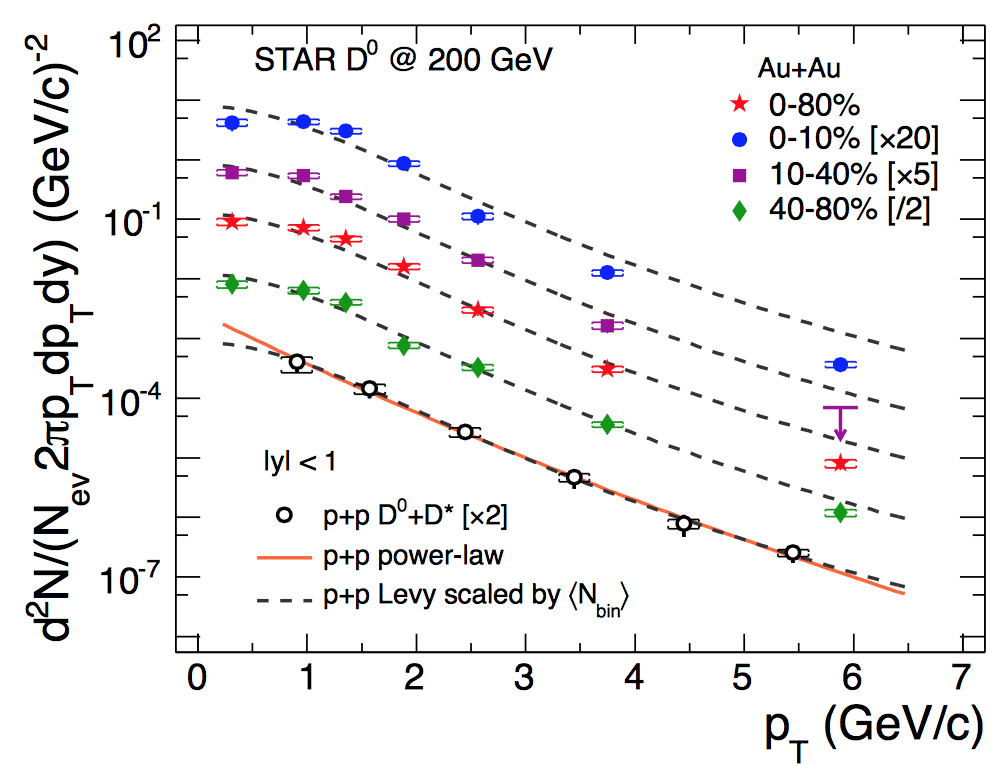 STAR D⁰ @ 200 GeV
Au+Au
0-80%
0-10% [×20]
10-40% [×5]
40-80% [/2]
d²N/(N_ev 2πp_T dp_T dy) (GeV/c)⁻²
10²
10⁻¹
10⁻⁴
10⁻⁷
|y| < 1
p+p D⁰+D* [×2]
p+p power-law
p+p Levy scaled by ⟨N_bin⟩
0 1 2 3 4 5 6 7
p_T (GeV/c)